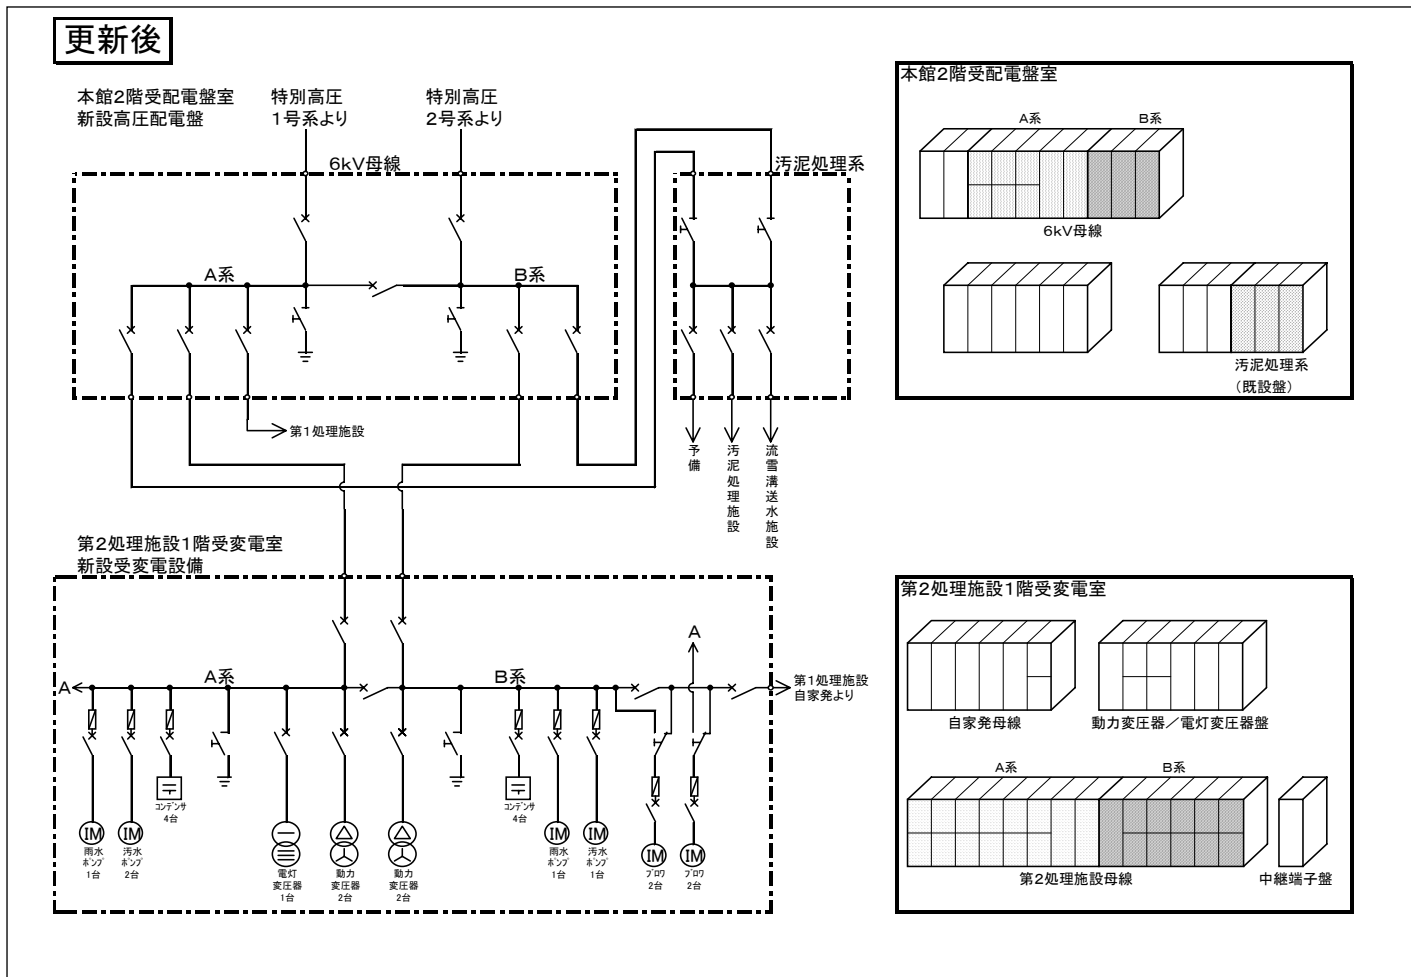 更新後
本館2階受配電盤室
新設高圧配電盤
特別高圧
1号系より
特別高圧
2号系より
6kV母線
汚泥処理系
A系
B系
第1処理施設
予備
汚泥処理施設
流雪溝送水施設
第2処理施設1階受変電室
新設受変電設備
A
A系
B系
A
第1処理施設
自家発より
コンデンサ
4台
コンデンサ
4台
IM
雨水
ポンプ
1台
IM
汚水
ポンプ
2台
電灯
変圧器
1台
動力
変圧器
2台
動力
変圧器
2台
IM
雨水
ポンプ
1台
IM
汚水
ポンプ
1台
IM
ブロワ
2台
IM
ブロワ
2台
本館2階受配電盤室
A系
B系
6kV母線
汚泥処理系
(既設盤)
第2処理施設1階受変電室
自家発母線
動力変圧器/電灯変圧器盤
A系
B系
第2処理施設母線
中継端子盤